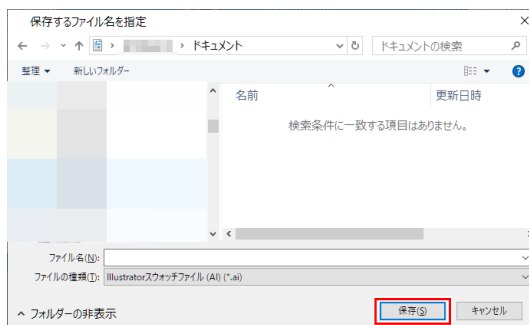 保存するファイル名を指定
ドキュメント
ドキュメントの検索
整理
新しいフォルダー
名前
更新日時
検索条件に一致する項目はありません。
ファイル名(N):
ファイルの種類(T): Illustratorスウォッチファイル (AI) (*.ai)
フォルダーの非表示
保存(S)
キャンセル